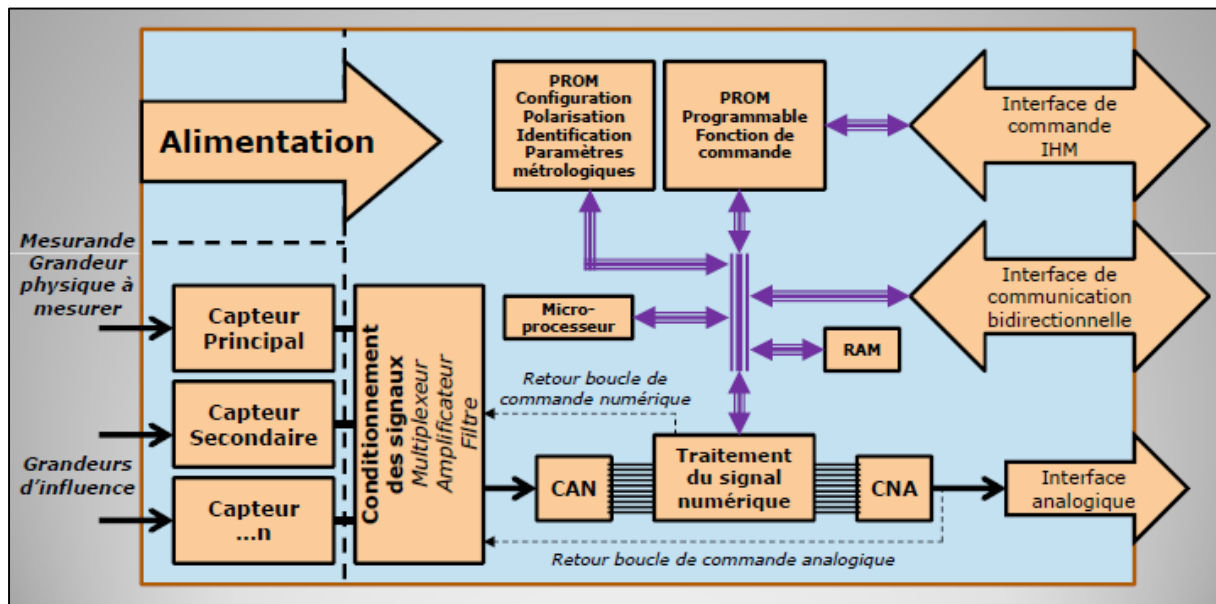 Alimentation
PROM
Configuration
Polarisation
Identification
Paramètres
métrologiques
PROM
Programmable
Fonction de
commande
Interface de
commande
IHM
Mesurande
Grandeur
physique à
mesurer
Capteur
Principal
Capteur
Secondaire
Grandeurs
d'influence
Capteur
...n
Conditionnement
des signaux
Multiplexeur
Amplificateur
Filtre
Micro-
processeur
RAM
Interface de
communication
bidirectionnelle
Retour boucle de
commande numérique
CAN
Traitement
du signal
numérique
CNA
Interface
analogique
Retour boucle de commande analogique